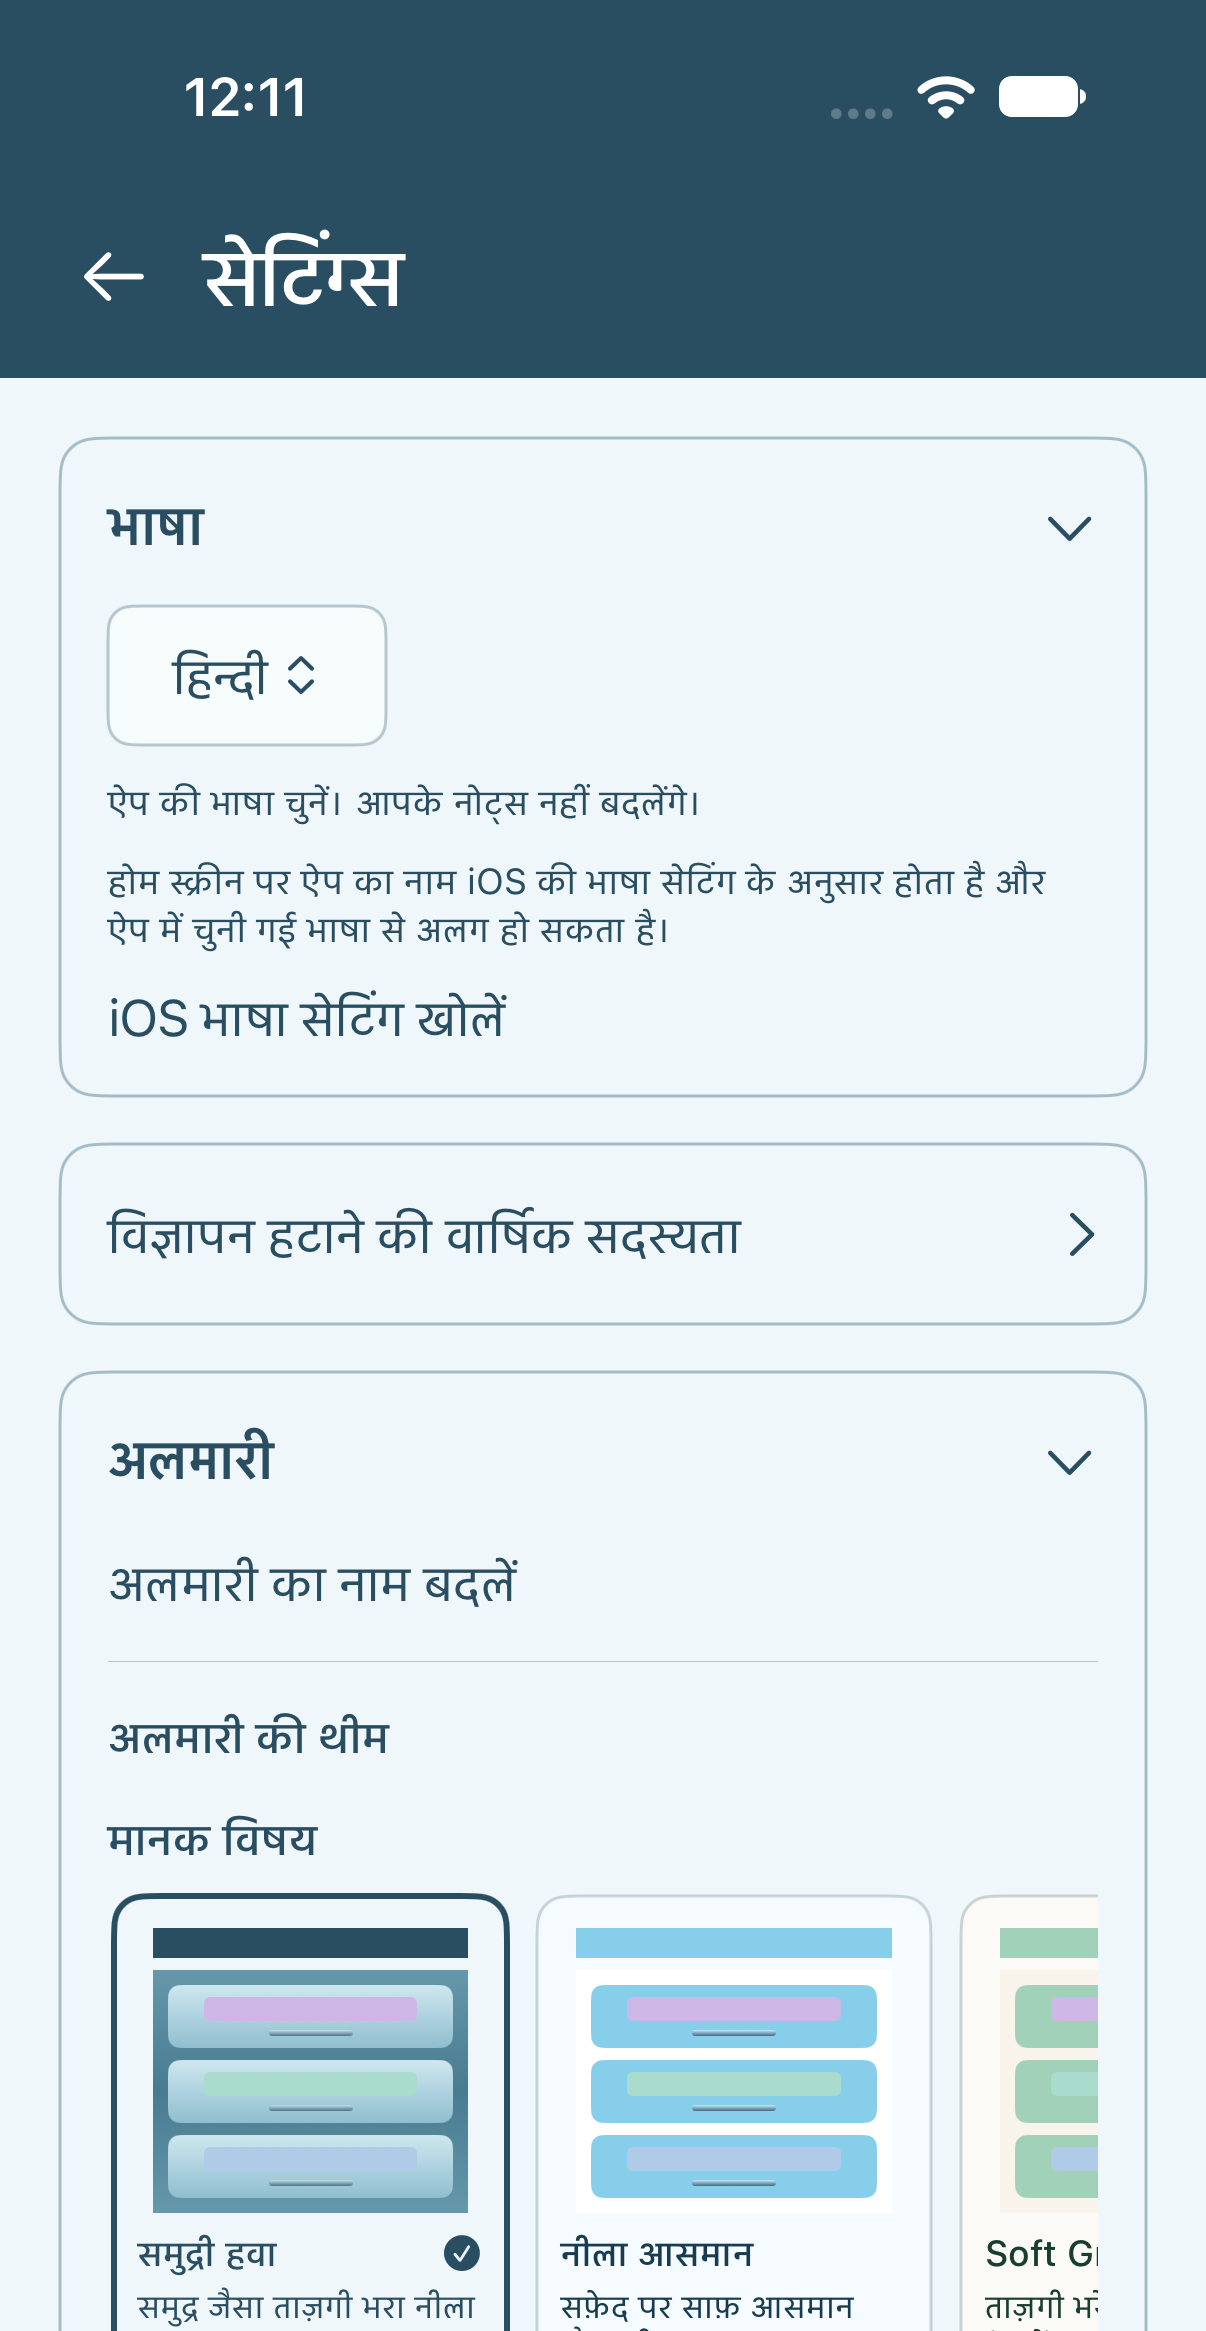 12:11
सेटिंग्स
भाषा
हिन्दी
ऐप की भाषा चुनें। आपके नोट्स नहीं बदलेंगे।
होम स्क्रीन पर ऐप का नाम iOS की भाषा सेटिंग के अनुसार होता है और
ऐप में चुनी गई भाषा से अलग हो सकता है।
iOS भाषा सेटिंग खोलें
विज्ञापन हटाने की वार्षिक सदस्यता
अलमारी
अलमारी का नाम बदलें
अलमारी की थीम
मानक विषय
समुद्री हवा
नीला आसमान
Soft
समुद्र जैसा ताज़गी भरा नीला
सफ़ेद पर साफ़ आसमान
ताज़गी